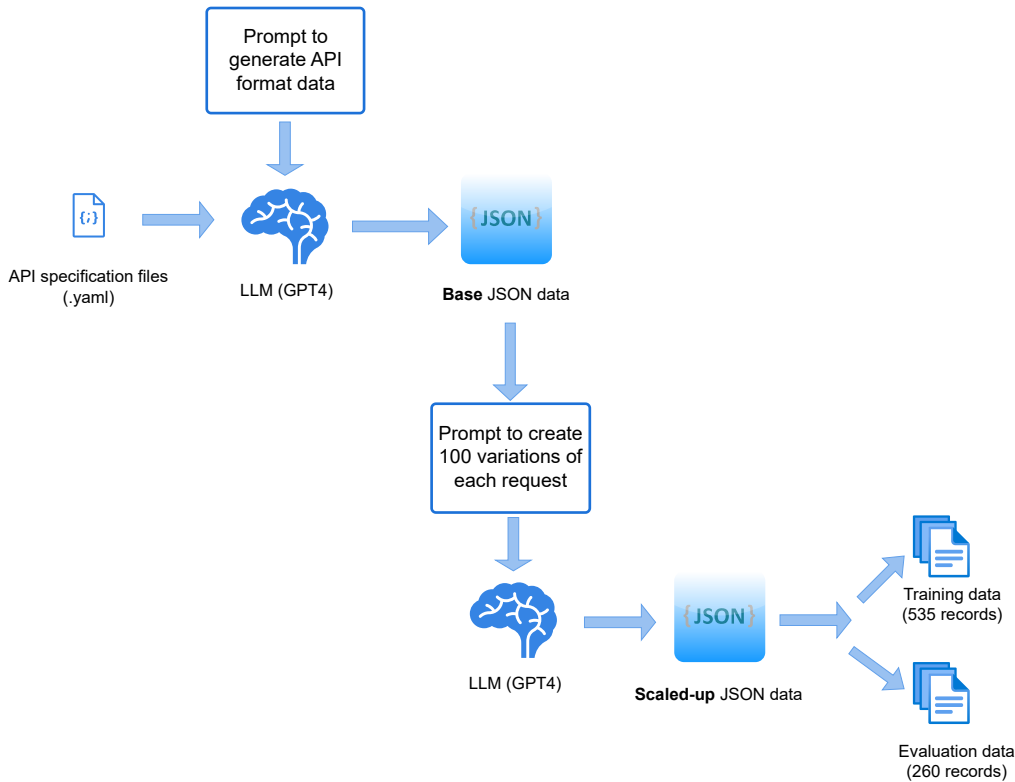 Prompt to
generate API
format data
{;}
{JSON}
API specification files
(.yaml)
LLM (GPT4)
Base JSON data
Prompt to create
100 variations of
each request
{JSON}
LLM (GPT4)
Scaled-up JSON data
Training data
(535 records)
Evaluation data
(260 records)